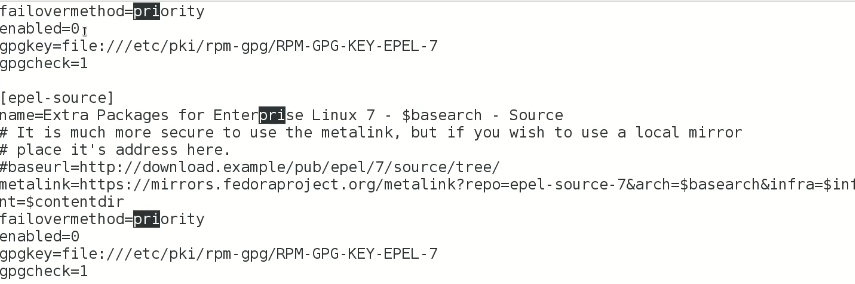 failovermethod=priority
enabled=0
gpgkey=file:///etc/pki/rpm-gpg/RPM-GPG-KEY-EPEL-7
gpgcheck=1
[epel-source]
name=Extra Packages for Enterprise Linux 7 - $basearch - Source
# It is much more secure to use the metalink, but if you wish to use a local mirror
# place it's address here.
#baseurl=http://download.example/pub/epel/7/source/tree/
metalink=https://mirrors.fedoraproject.org/metalink?repo=epel-source-7&arch=$basearch&infra=$inf
nt=$contentdir
failovermethod=priority
enabled=0
gpgkey=file:///etc/pki/rpm-gpg/RPM-GPG-KEY-EPEL-7
gpgcheck=1